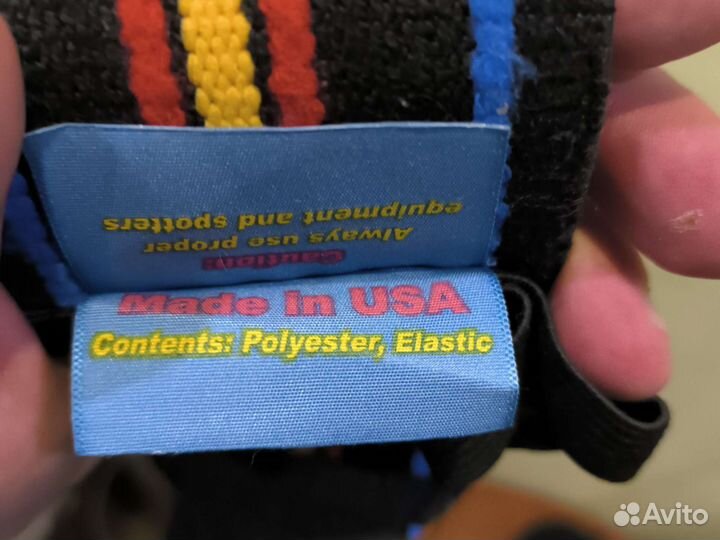 Caution:
Always use proper
equipment and spotters
Made In USA
Contents: Polyester, Elastic
Avito